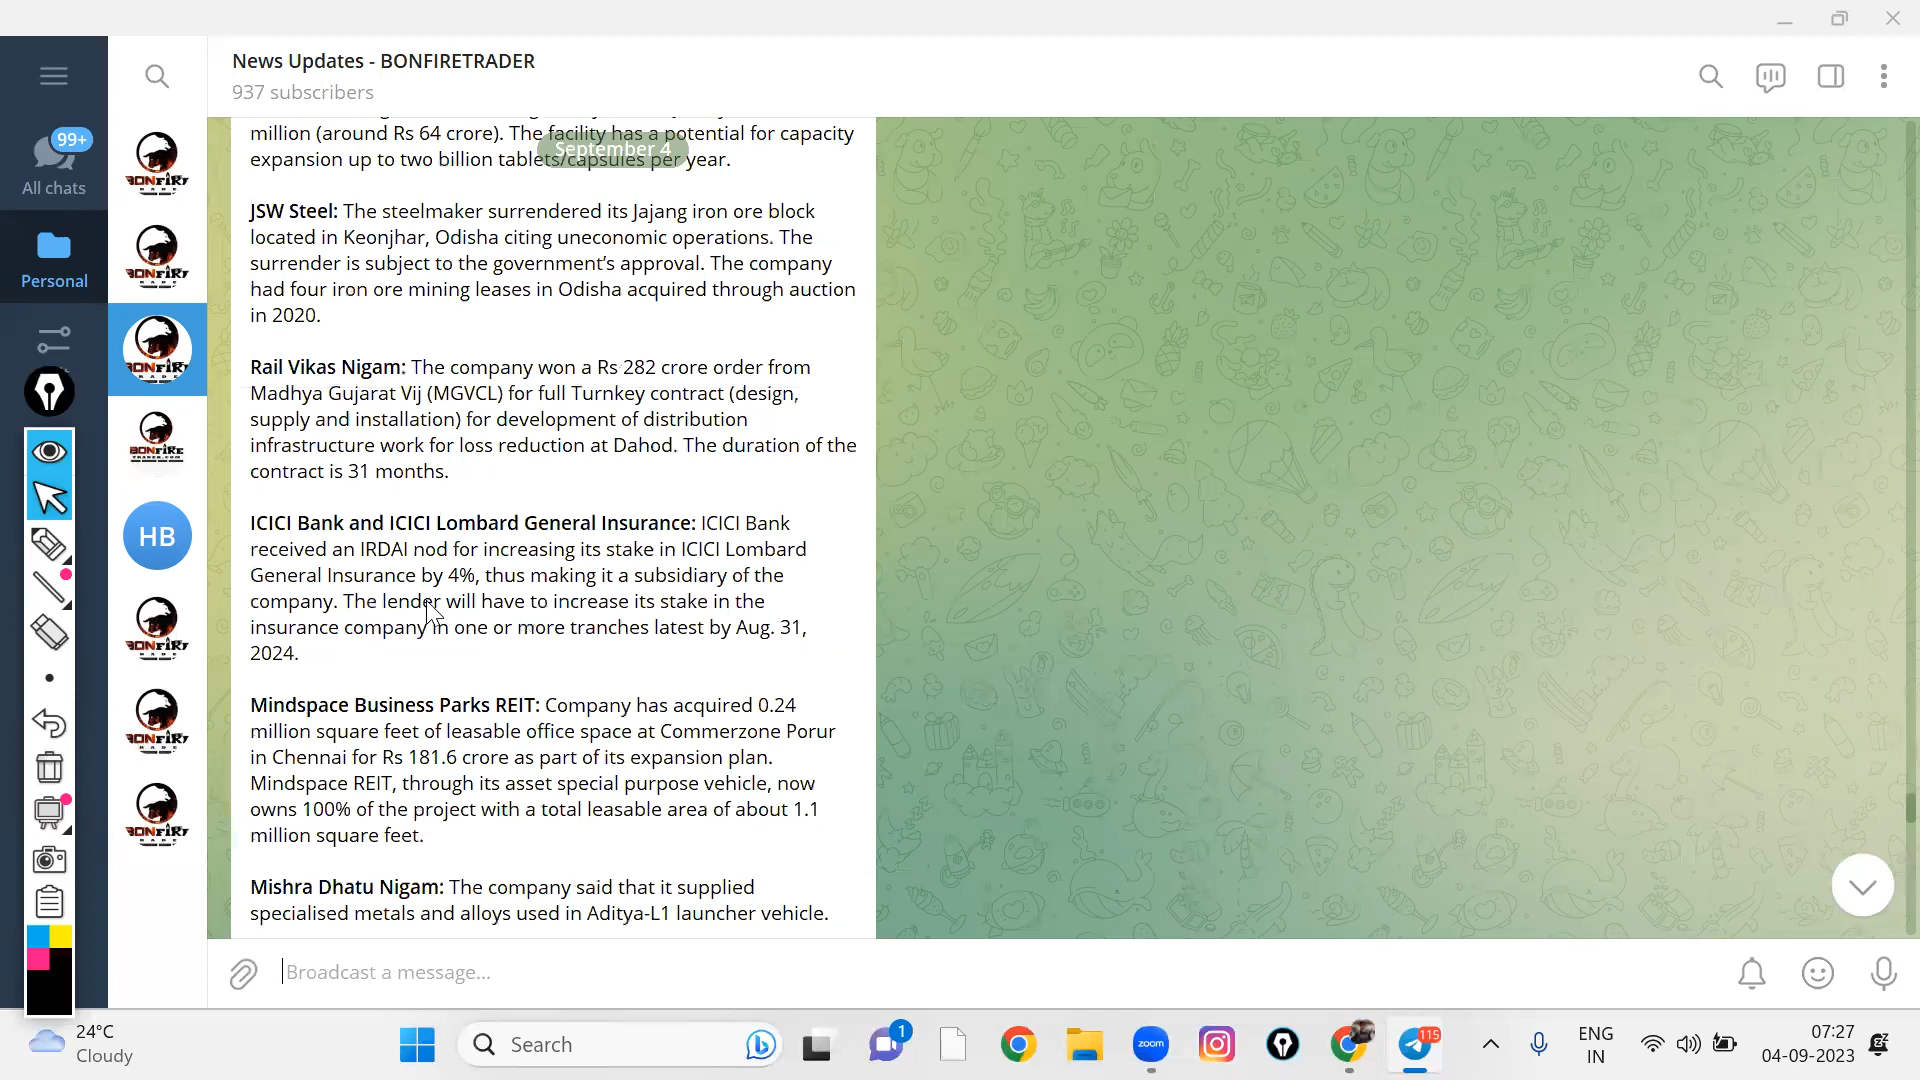 News Updates - BONFIRETRADER
937 subscribers
99+
All chats
Personal
HB
million (around Rs 64 crore). The facility has a potential for capacity
expansion up to two billion tablets/capsules per year.
September 4
JSW Steel: The steelmaker surrendered its Jajang iron ore block
located in Keonjhar, Odisha citing uneconomic operations. The
surrender is subject to the government’s approval. The company
had four iron ore mining leases in Odisha acquired through auction
in 2020.
Rail Vikas Nigam: The company won a Rs 282 crore order from
Madhya Gujarat Vij (MGVCL) for full Turnkey contract (design,
supply and installation) for development of distribution
infrastructure work for loss reduction at Dahod. The duration of the
contract is 31 months.
ICICI Bank and ICICI Lombard General Insurance: ICICI Bank
received an IRDAI nod for increasing its stake in ICICI Lombard
General Insurance by 4%, thus making it a subsidiary of the
company. The lender will have to increase its stake in the
insurance company in one or more tranches latest by Aug. 31,
2024.
Mindspace Business Parks REIT: Company has acquired 0.24
million square feet of leasable office space at Commerzone Porur
in Chennai for Rs 181.6 crore as part of its expansion plan.
Mindspace REIT, through its asset special purpose vehicle, now
owns 100% of the project with a total leasable area of about 1.1
million square feet.
Mishra Dhatu Nigam: The company said that it supplied
specialised metals and alloys used in Aditya-L1 launcher vehicle.
Broadcast a message...
24°C
Cloudy
Search
1
zoom
115
ENG
IN
07:27
04-09-2023